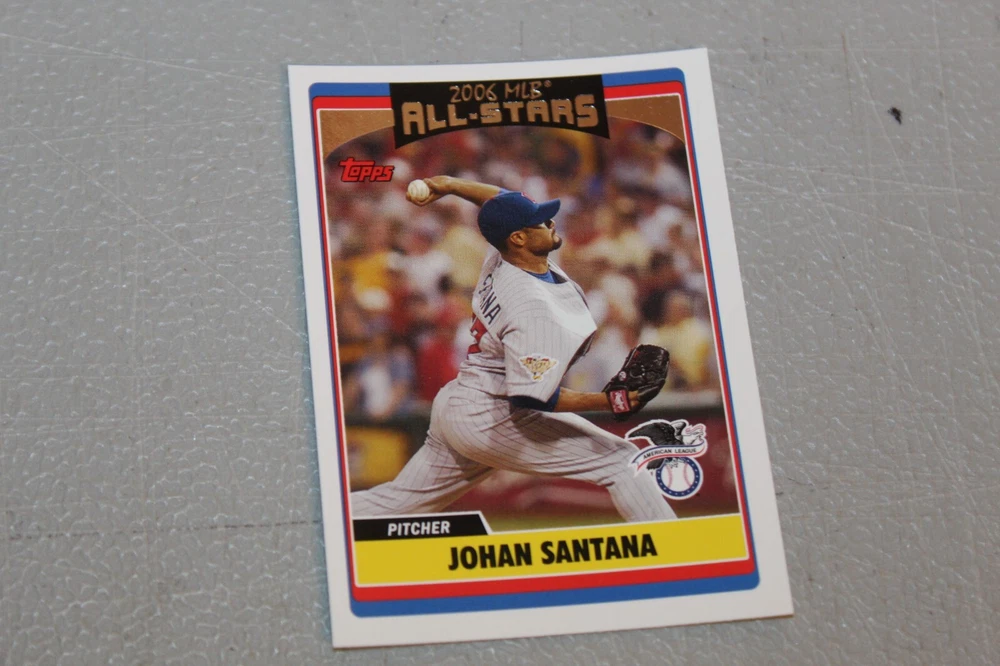 2006 MLB®
ALL-STARS
Topps
AMERICAN LEAGUE
PITCHER
JOHAN SANTANA